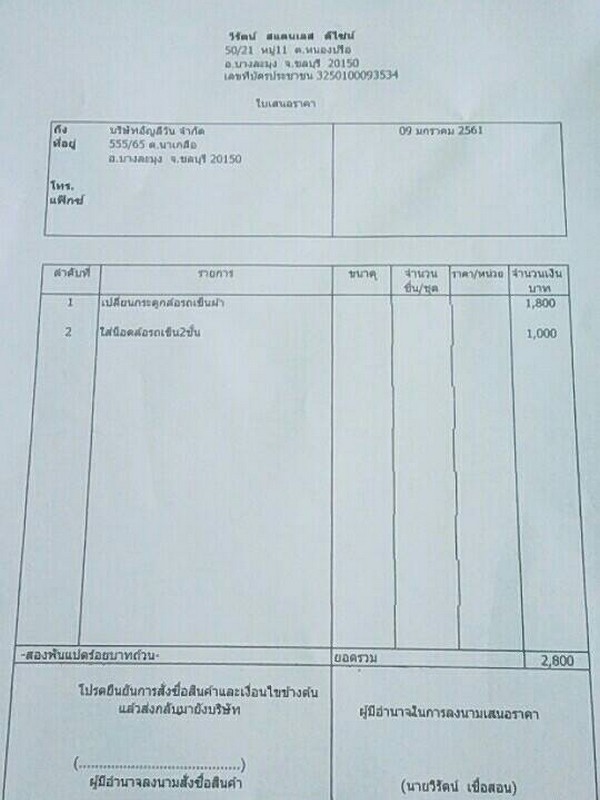 วิรัตน์ สแตนเลส ดีไซน์
50/21 หมู่11 ต.หนองปรือ
อ.บางละมุง จ.ชลบุรี 20150
เลขที่บัตรประชาชน 3250100093534
ใบเสนอราคา
ถึง บริษัทอัญลิวัน จำกัด 09 มกราคม 2561
ที่อยู่ 555/65 ต.นาเกลือ
อ.บางละมุง จ.ชลบุรี 20150
โทร.
แฟ๊กซ์
ลำดับที่ รายการ ขนาด จำนวน ราคา/หน่วย จำนวนเงิน
ชิ้น/ชุด บาท
1 เปลี่ยนกระดูกล้อรถเข็นผ้า 1,800
2 ใส่น็อตล้อรถเข็น2ชั้น 1,000
-สองพันแปดร้อยบาทถ้วน- ยอดรวม 2,800
โปรดยืนยันการสั่งซื้อสินค้าและเงื่อนไขข้างต้น
แล้วส่งกลับมายังบริษัท
ผู้มีอำนาจในการลงนามเสนอราคา
(........................................)
ผู้มีอำนาจลงนามสั่งซื้อสินค้า
(นายวิรัตน์ เชื้อสอน)